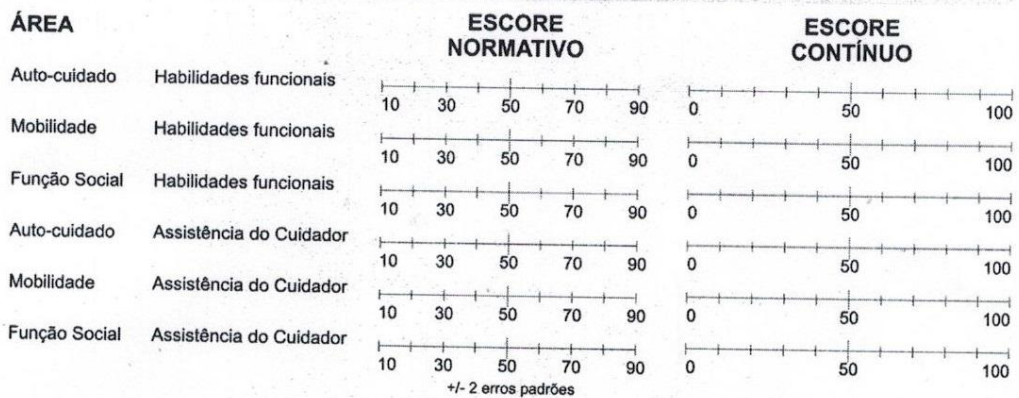 ÁREA ESCORE NORMATIVO ESCORE CONTÍNUO
Auto-cuidado Habilidades funcionais
10 30 50 70 90 0 50 100
Mobilidade Habilidades funcionais
10 30 50 70 90 0 50 100
Função Social Habilidades funcionais
10 30 50 70 90 0 50 100
Auto-cuidado Assistência do Cuidador
10 30 50 70 90 0 50 100
Mobilidade Assistência do Cuidador
10 30 50 70 90 0 50 100
Função Social Assistência do Cuidador
10 30 50 70 90 0 50 100
+/- 2 erros padrões